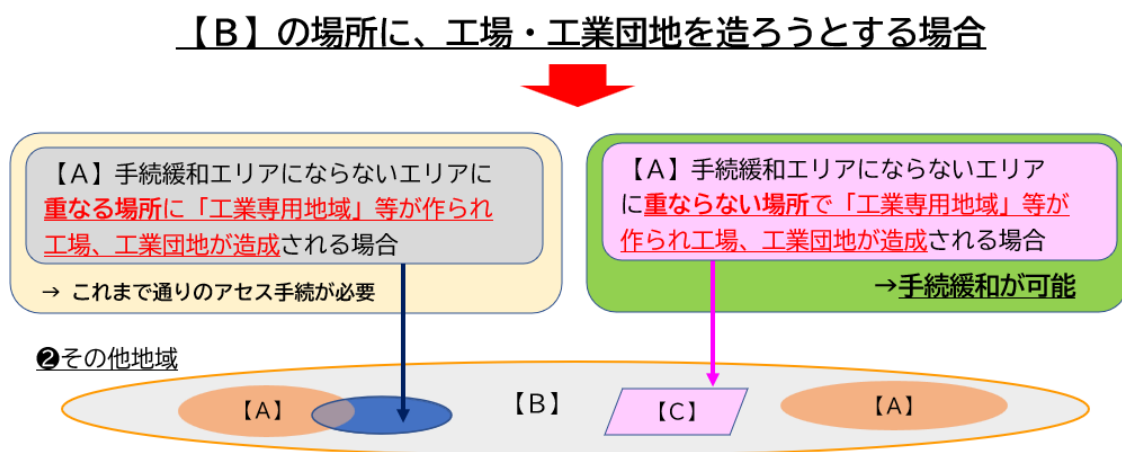 【B】の場所に、工場・工業団地を造ろうとする場合
【A】手続緩和エリアにならないエリアに
重なる場所に「工業専用地域」等が作られ
工場、工業団地が造成される場合
→ これまで通りのアセス手続が必要
【A】手続緩和エリアにならないエリア
に重ならない場所で「工業専用地域」等が
作られ工場、工業団地が造成される場合
→手続緩和が可能
❷その他地域
【A】
【B】
【C】
【A】